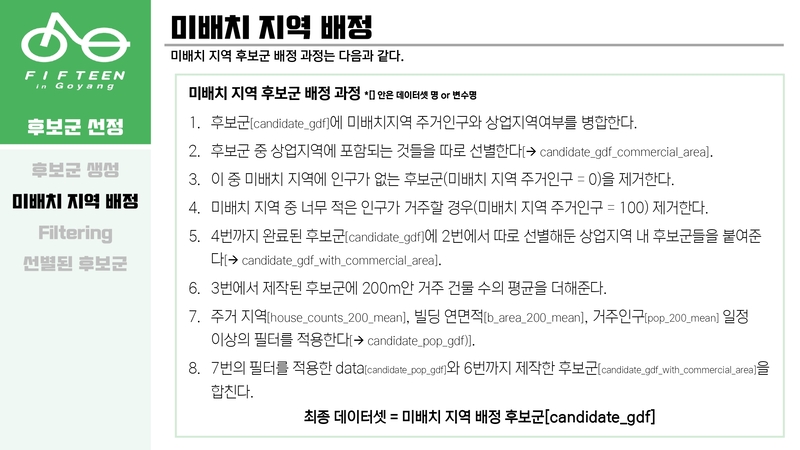 FIFTEEN
in Goyang
후보군 선정
후보군 생성
미배치 지역 배정
Filtering
선별된 후보군
미배치 지역 배정
미배치 지역 후보군 배정 과정는 다음과 같다.
미배치 지역 후보군 배정 과정 *[] 안은 데이터셋 명 or 변수명
1. 후보군[candidate_gdf]에 미배치지역 주거인구와 상업지역여부를 병합한다.
2. 후보군 중 상업지역에 포함되는 것들을 따로 선별한다[→ candidate_gdf_commercial_area].
3. 이 중 미배치 지역에 인구가 없는 후보군(미배치 지역 주거인구 = 0)을 제거한다.
4. 미배치 지역 중 너무 적은 인구가 거주할 경우(미배치 지역 주거인구 = 100) 제거한다.
5. 4번까지 완료된 후보군[candidate_gdf]에 2번에서 따로 선별해둔 상업지역 내 후보군들을 붙여준
다[→ candidate_gdf_with_commercial_area].
6. 3번에서 제작된 후보군에 200m안 거주 건물 수의 평균을 더해준다.
7. 주거 지역[house_counts_200_mean], 빌딩 연면적[b_area_200_mean], 거주인구[pop_200_mean] 일정
이상의 필터를 적용한다[→ candidate_pop_gdf)].
8. 7번의 필터를 적용한 data[candidate_pop_gdf]와 6번까지 제작한 후보군[candidate_gdf_with_commercial_area]을
합친다.
최종 데이터셋 = 미배치 지역 배정 후보군[candidate_gdf]